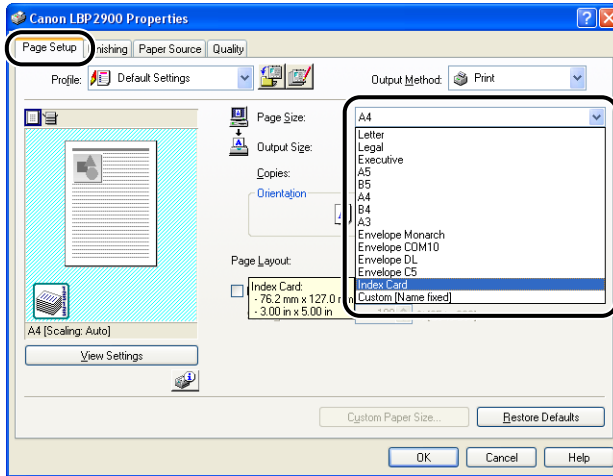 Canon LBP2900 Properties
Page Setup
Finishing
Paper Source
Quality
Profile:
Default Settings
Output Method:
Print
Page Size:
A4
Output Size:
Letter
Legal
Executive
A5
B5
A4
B4
A3
Envelope Monarch
Envelope COM10
Envelope DL
Envelope C5
Index Card
Custom [Name fixed]
Copies:
Orientation
A
Page Layout:
Index Card:
- 76.2 mm x 127.0 m
- 3.00 in x 5.00 in
A4 [Scaling: Auto]
View Settings
Custom Paper Size...
Restore Defaults
OK
Cancel
Help